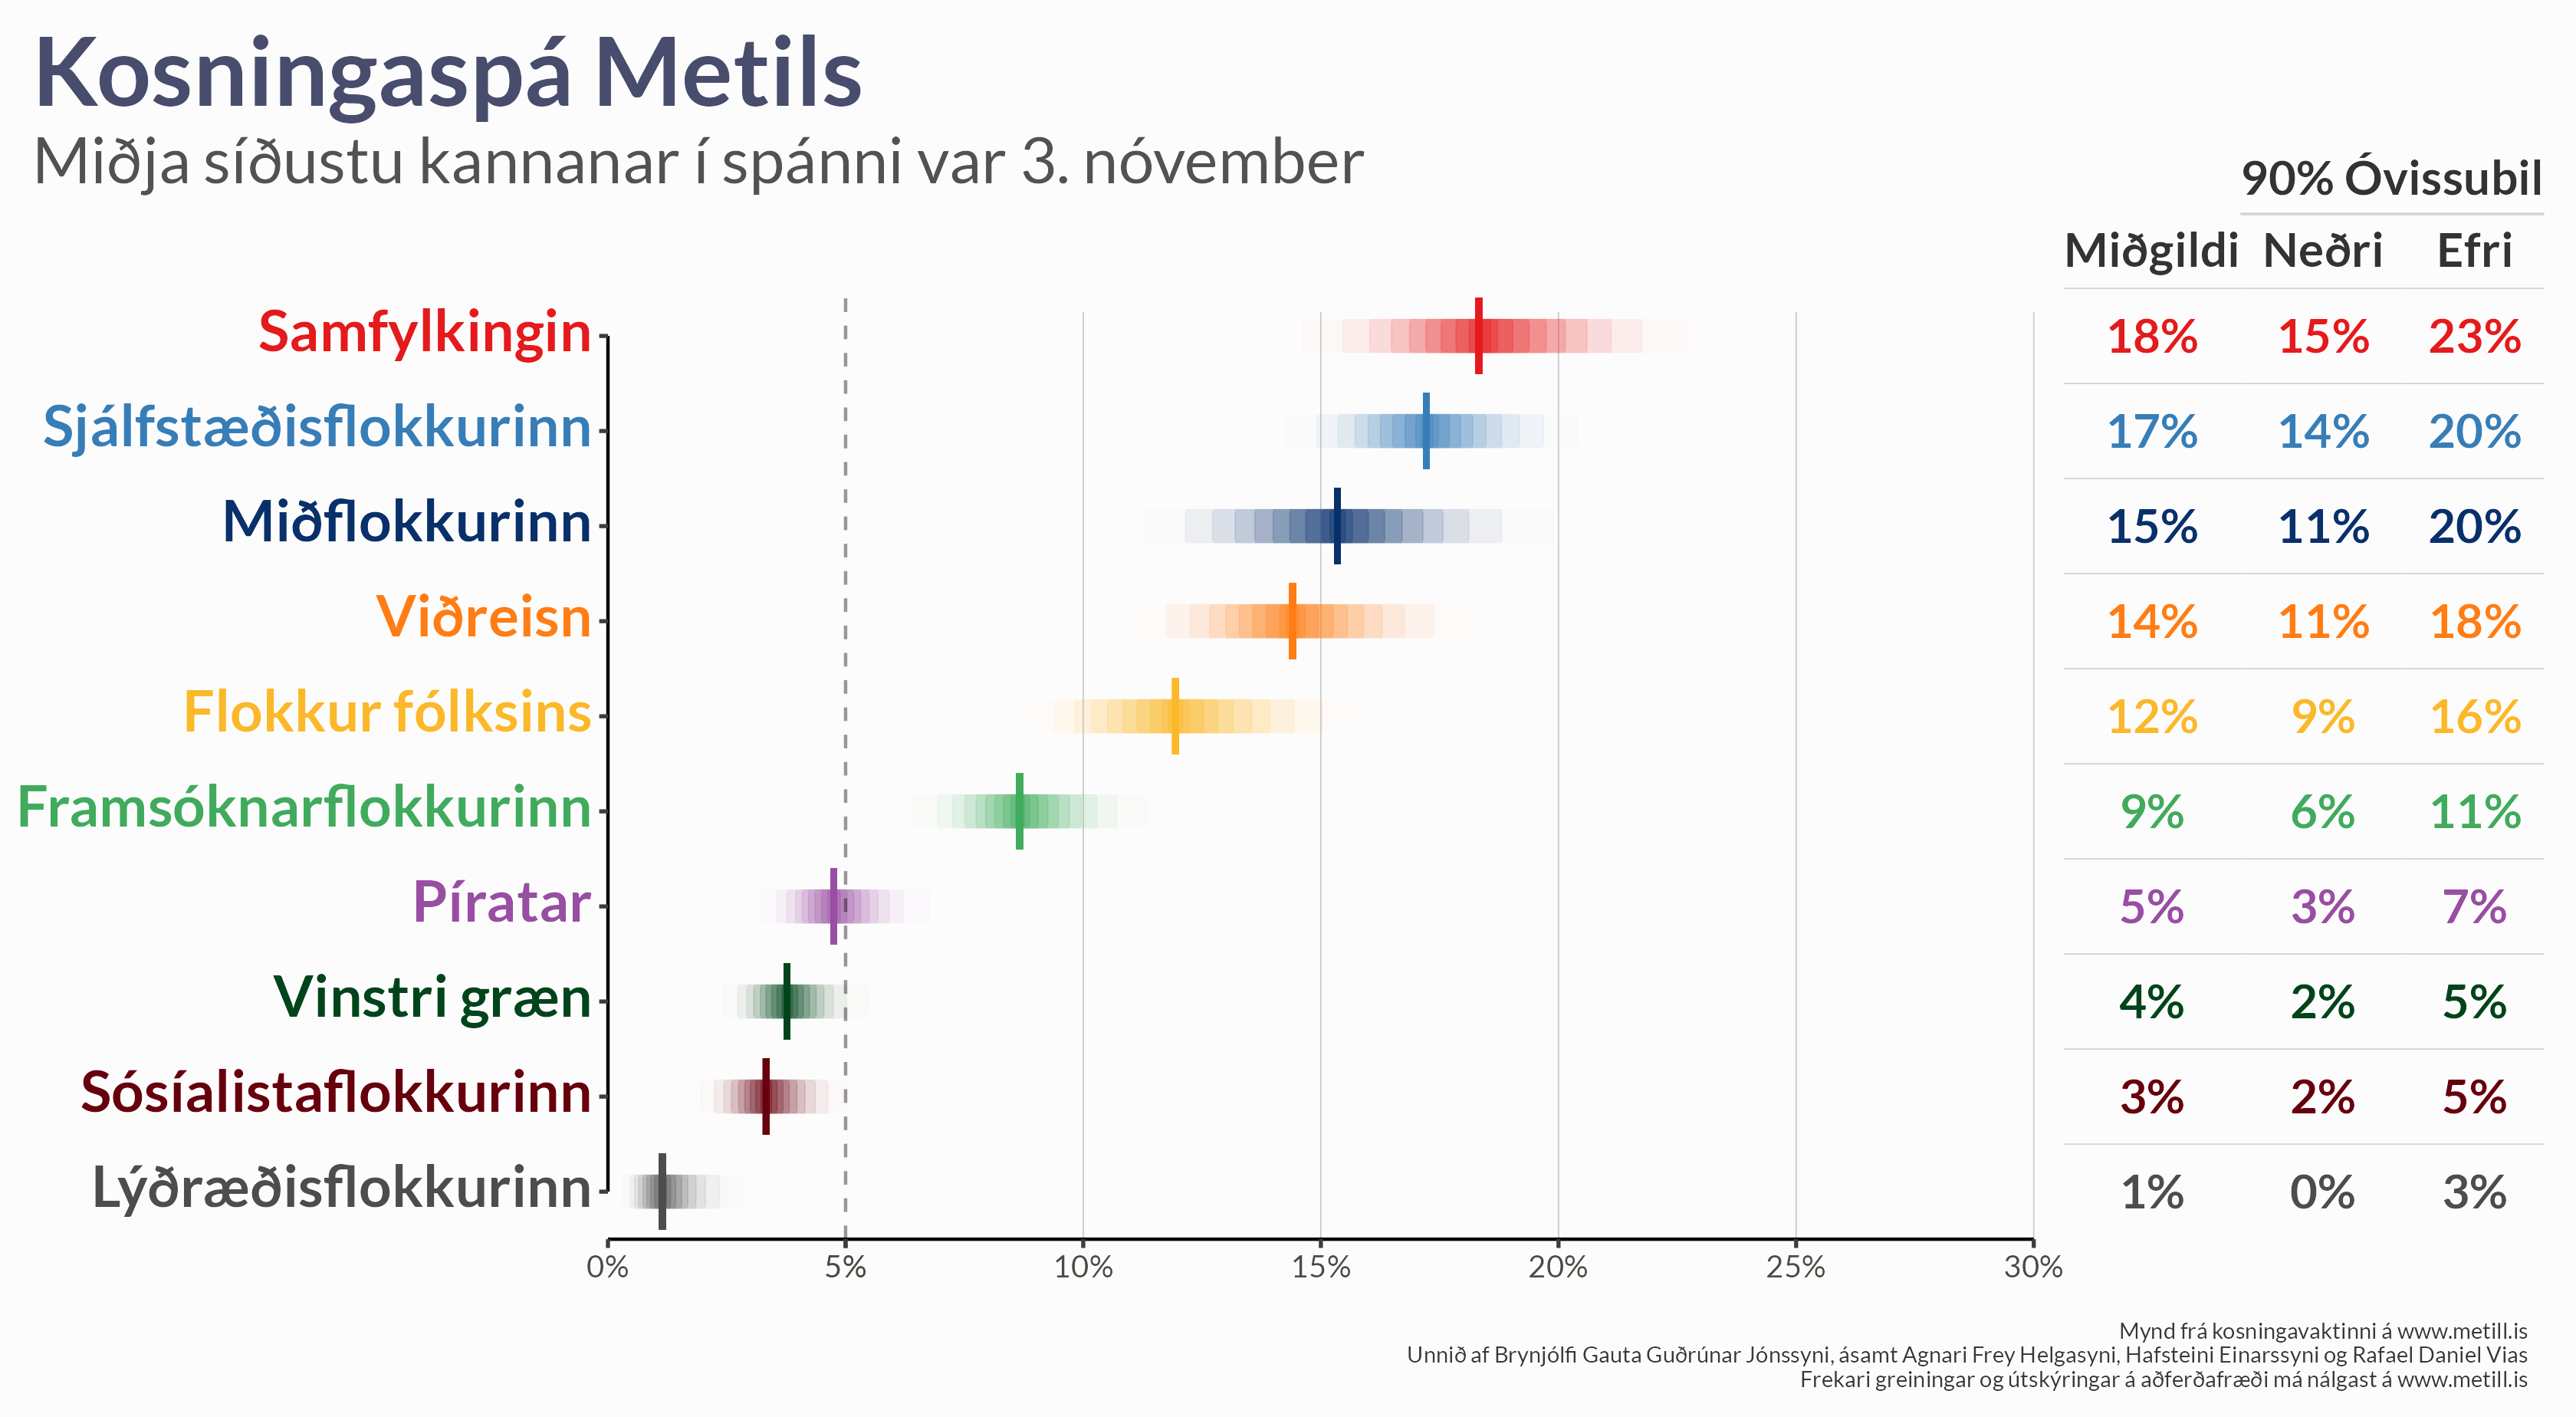 Kosningaspá Metils
Miðja síðustu kannanar í spánni var 3. nóvember
90% Óvissubil
Miðgildi Neðri Efri
Samfylkingin 18% 15% 23%
Sjálfstæðisflokkurinn 17% 14% 20%
Miðflokkurinn 15% 11% 20%
Viðreisn 14% 11% 18%
Flokkur fólksins 12% 9% 16%
Framsóknarflokkurinn 9% 6% 11%
Píratar 5% 3% 7%
Vinstri græn 4% 2% 5%
Sósíalistaflokkurinn 3% 2% 5%
Lýðræðisflokkurinn 1% 0% 3%
0% 5% 10% 15% 20% 25% 30%
Mynd frá kosningavaktinni á www.metill.is
Unnið af Brynjólfi Gauta Guðrúnar Jónssyni, ásamt Agnari Frey Helgasyni, Hafsteini Einarssyni og Rafael Daniel Vias
Frekari greiningar og útskýringar á aðferðafræði má nálgast á www.metill.is